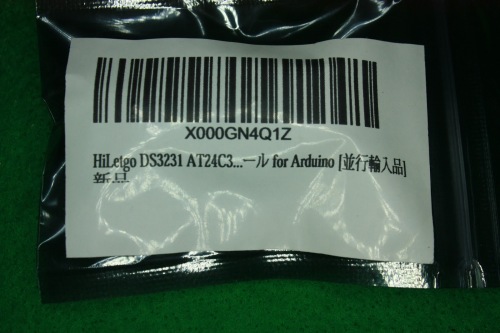 X000GN4Q1Z
HiLetgo DS3231 AT24C3...ール for Arduino [並行輸入品]
新品